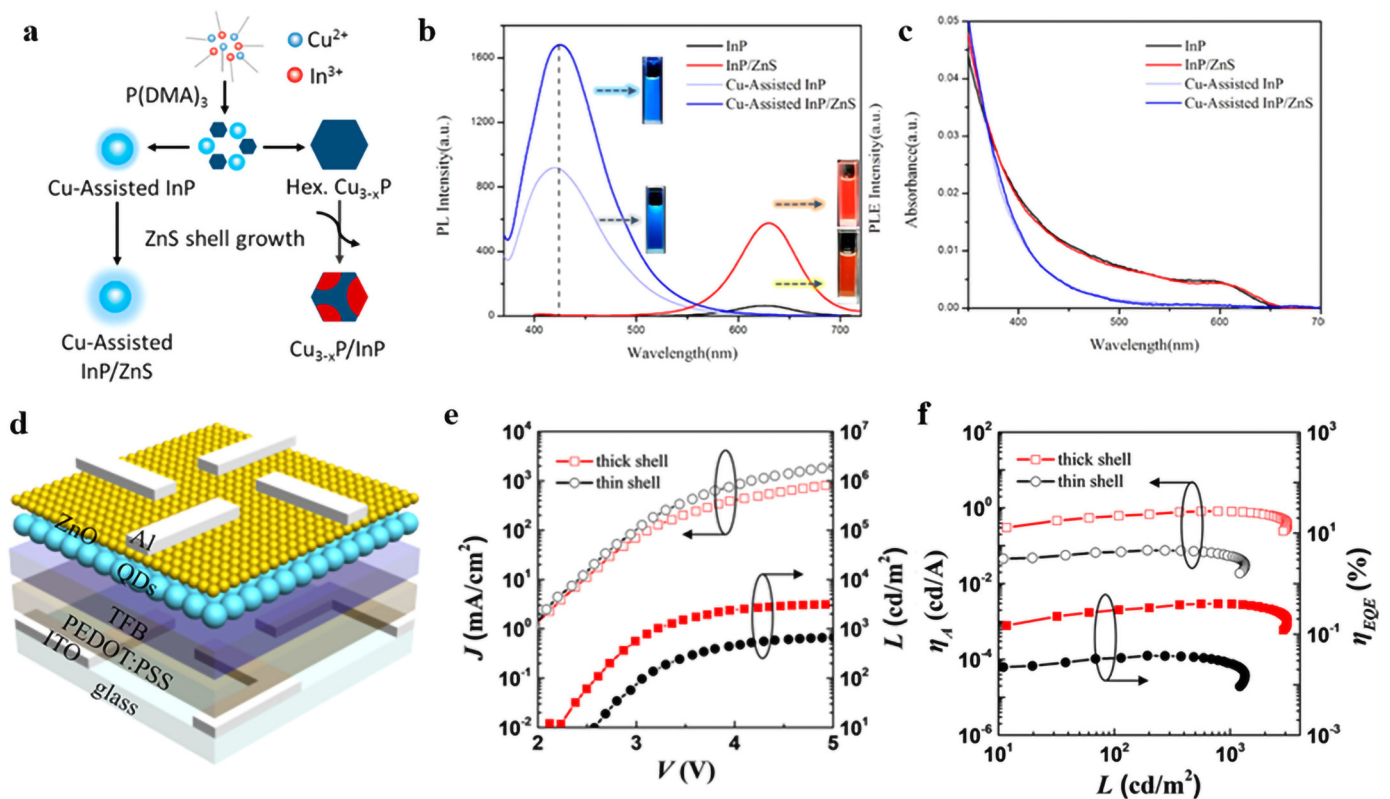 a
Cu2+
In3+
P(DMA)3
Cu-Assisted InP
Hex. Cu3-xP
ZnS shell growth
Cu-Assisted
InP/ZnS
Cu3-xP/InP
b
InP
InP/ZnS
Cu-Assisted InP
Cu-Assisted InP/ZnS
1600
1200
800
400
0
PL Intensity(a.u.)
PLE Intensity(a.u.)
400 500 600 700
Wavelength(nm)
c
InP
InP/ZnS
Cu-Assisted InP
Cu-Assisted InP/ZnS
0.05
0.04
0.03
0.02
0.01
0.00
Absorbance(a.u.)
400 500 600 70
Wavelength(nm)
d
ZnO
Al
QDs
TFB
PEDOT:PSS
ITO
glass
e
thick shell
thin shell
10^4
10^3
10^2
10^1
10^0
10^-1
10^-2
J (mA/cm2)
10^7
10^6
10^5
10^4
10^3
10^2
10^1
L (cd/m2)
2 3 4 5
V (V)
f
thick shell
thin shell
10^2
10^0
10^-2
10^-4
10^-6
ηA (cd/A)
10^3
10^1
10^-1
10^-3
ηEQE (%)
10^1 10^2 10^3
L (cd/m2)